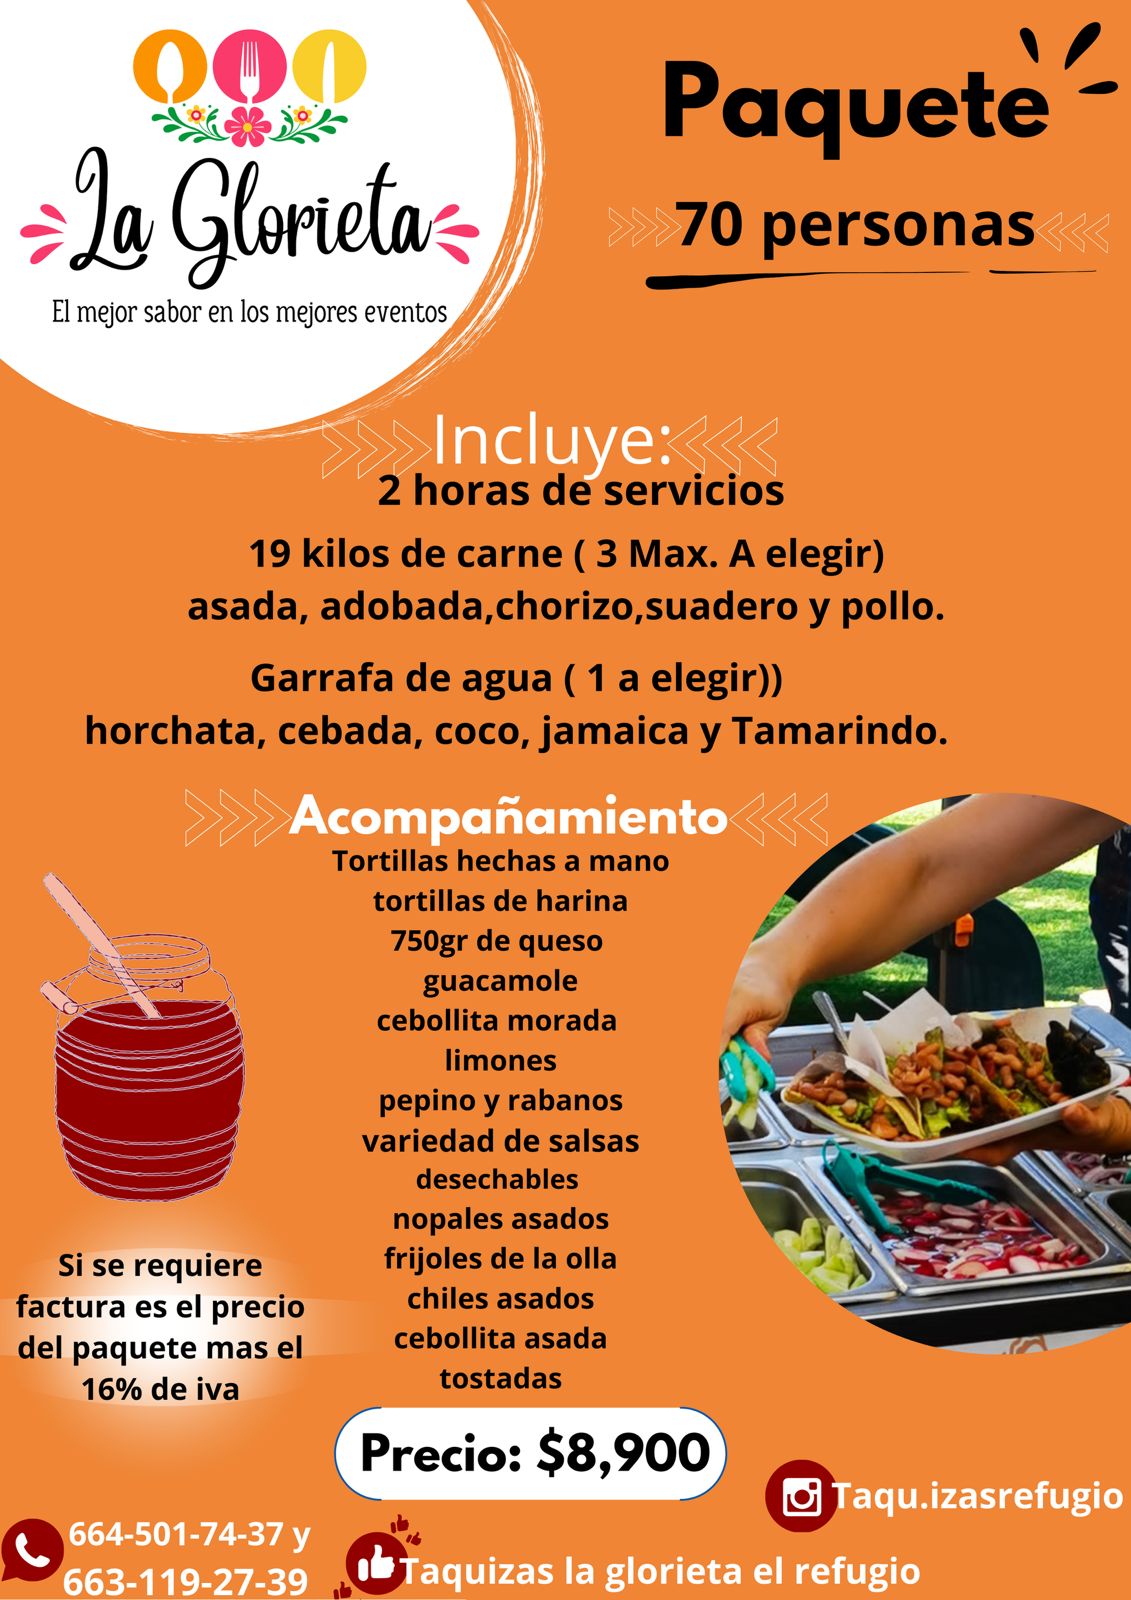 La Glorieta
El mejor sabor en los mejores eventos
Paquete
70 personas
Incluye:
2 horas de servicios
19 kilos de carne ( 3 Max. A elegir)
asada, adobada,chorizo,suadero y pollo.
Garrafa de agua ( 1 a elegir))
horchata, cebada, coco, jamaica y Tamarindo.
Acompañamiento
Tortillas hechas a mano
tortillas de harina
750gr de queso
guacamole
cebollita morada
limones
pepino y rabanos
variedad de salsas
desechables
nopales asados
frijoles de la olla
chiles asados
cebollita asada
tostadas
Si se requiere
factura es el precio
del paquete mas el
16% de iva
Precio: $8,900
Taqu.izasrefugio
664-501-74-37 y
663-119-27-39
Taquizas la glorieta el refugio